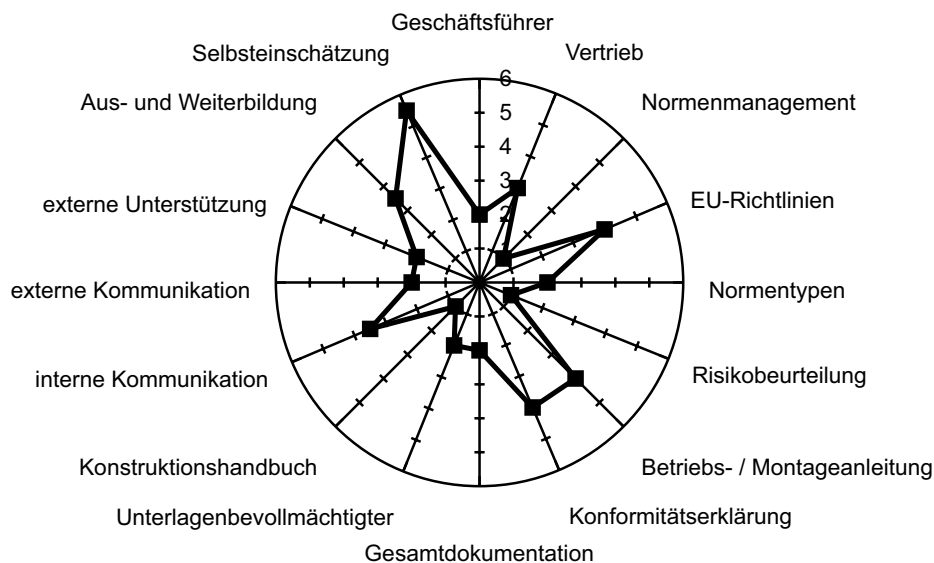 Geschäftsführer
Selbsteinschätzung
Vertrieb
Aus- und Weiterbildung
6
Normenmanagement
5
4
3
externe Unterstützung
EU-Richtlinien
2
externe Kommunikation
Normentypen
interne Kommunikation
Risikobeurteilung
Konstruktionshandbuch
Betriebs- / Montageanleitung
Unterlagenbevollmächtigter
Konformitätserklärung
Gesamtdokumentation